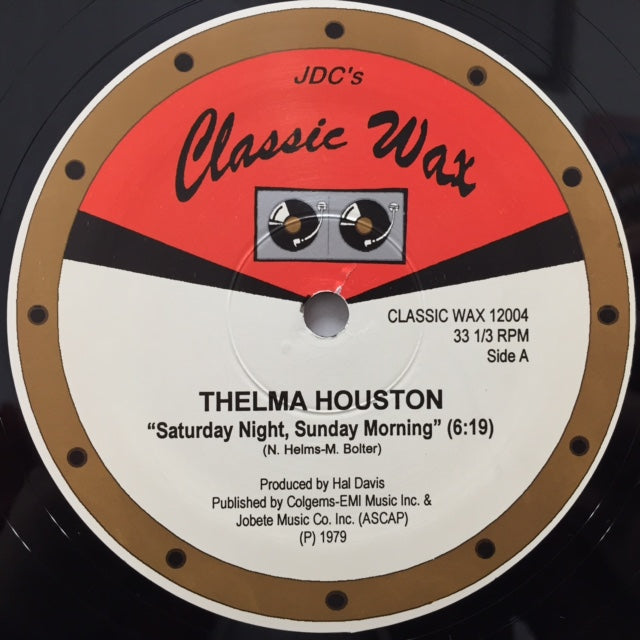 JDC's
Classic Wax
CLASSIC WAX 12004
33 1/3 RPM
Side A
THELMA HOUSTON
“Saturday Night, Sunday Morning” (6:19)
(N. Helms-M. Bolter)
Produced by Hal Davis
Published by Colgems-EMI Music Inc. &
Jobete Music Co. Inc. (ASCAP)
(P) 1979